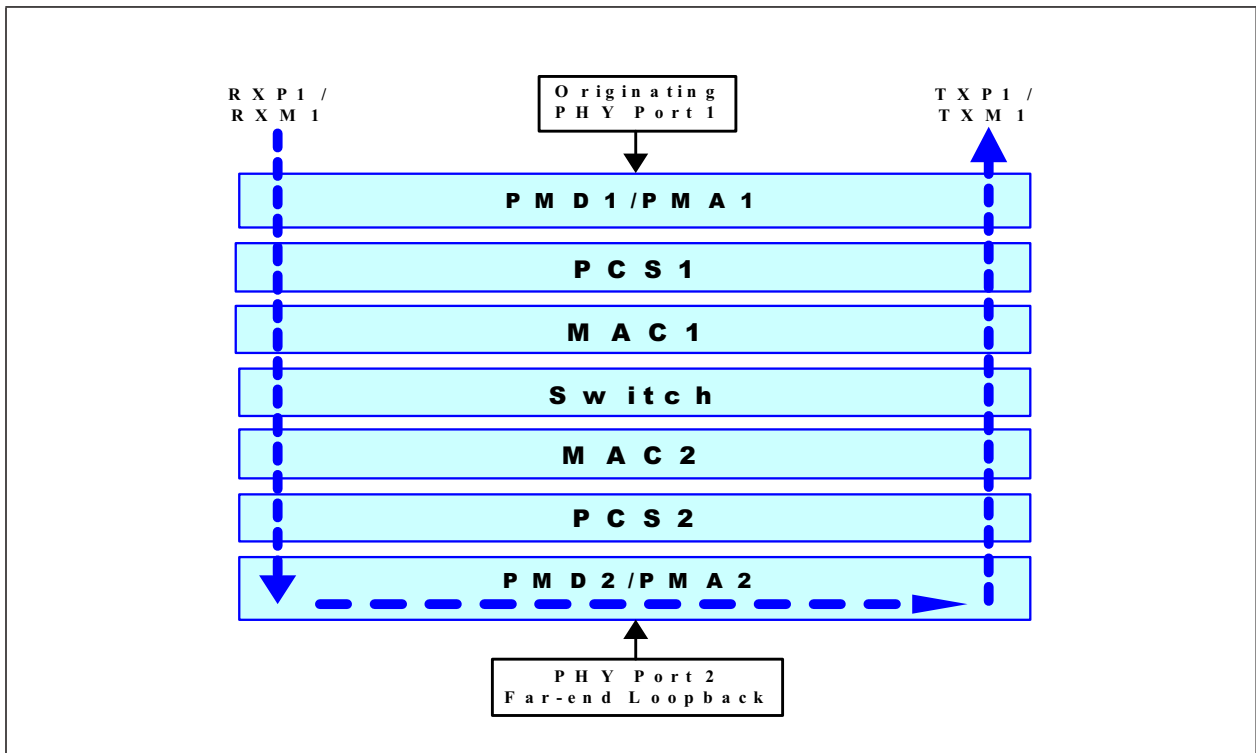 RXP1 /
RXM1
Originating
PHY Port 1
TXP1/
TXM1
PMD1/PMA1
PCS1
MAC1
Switch
MAC2
PCS2
PMD2/PMA2
PHY Port 2
Far-end Loopback